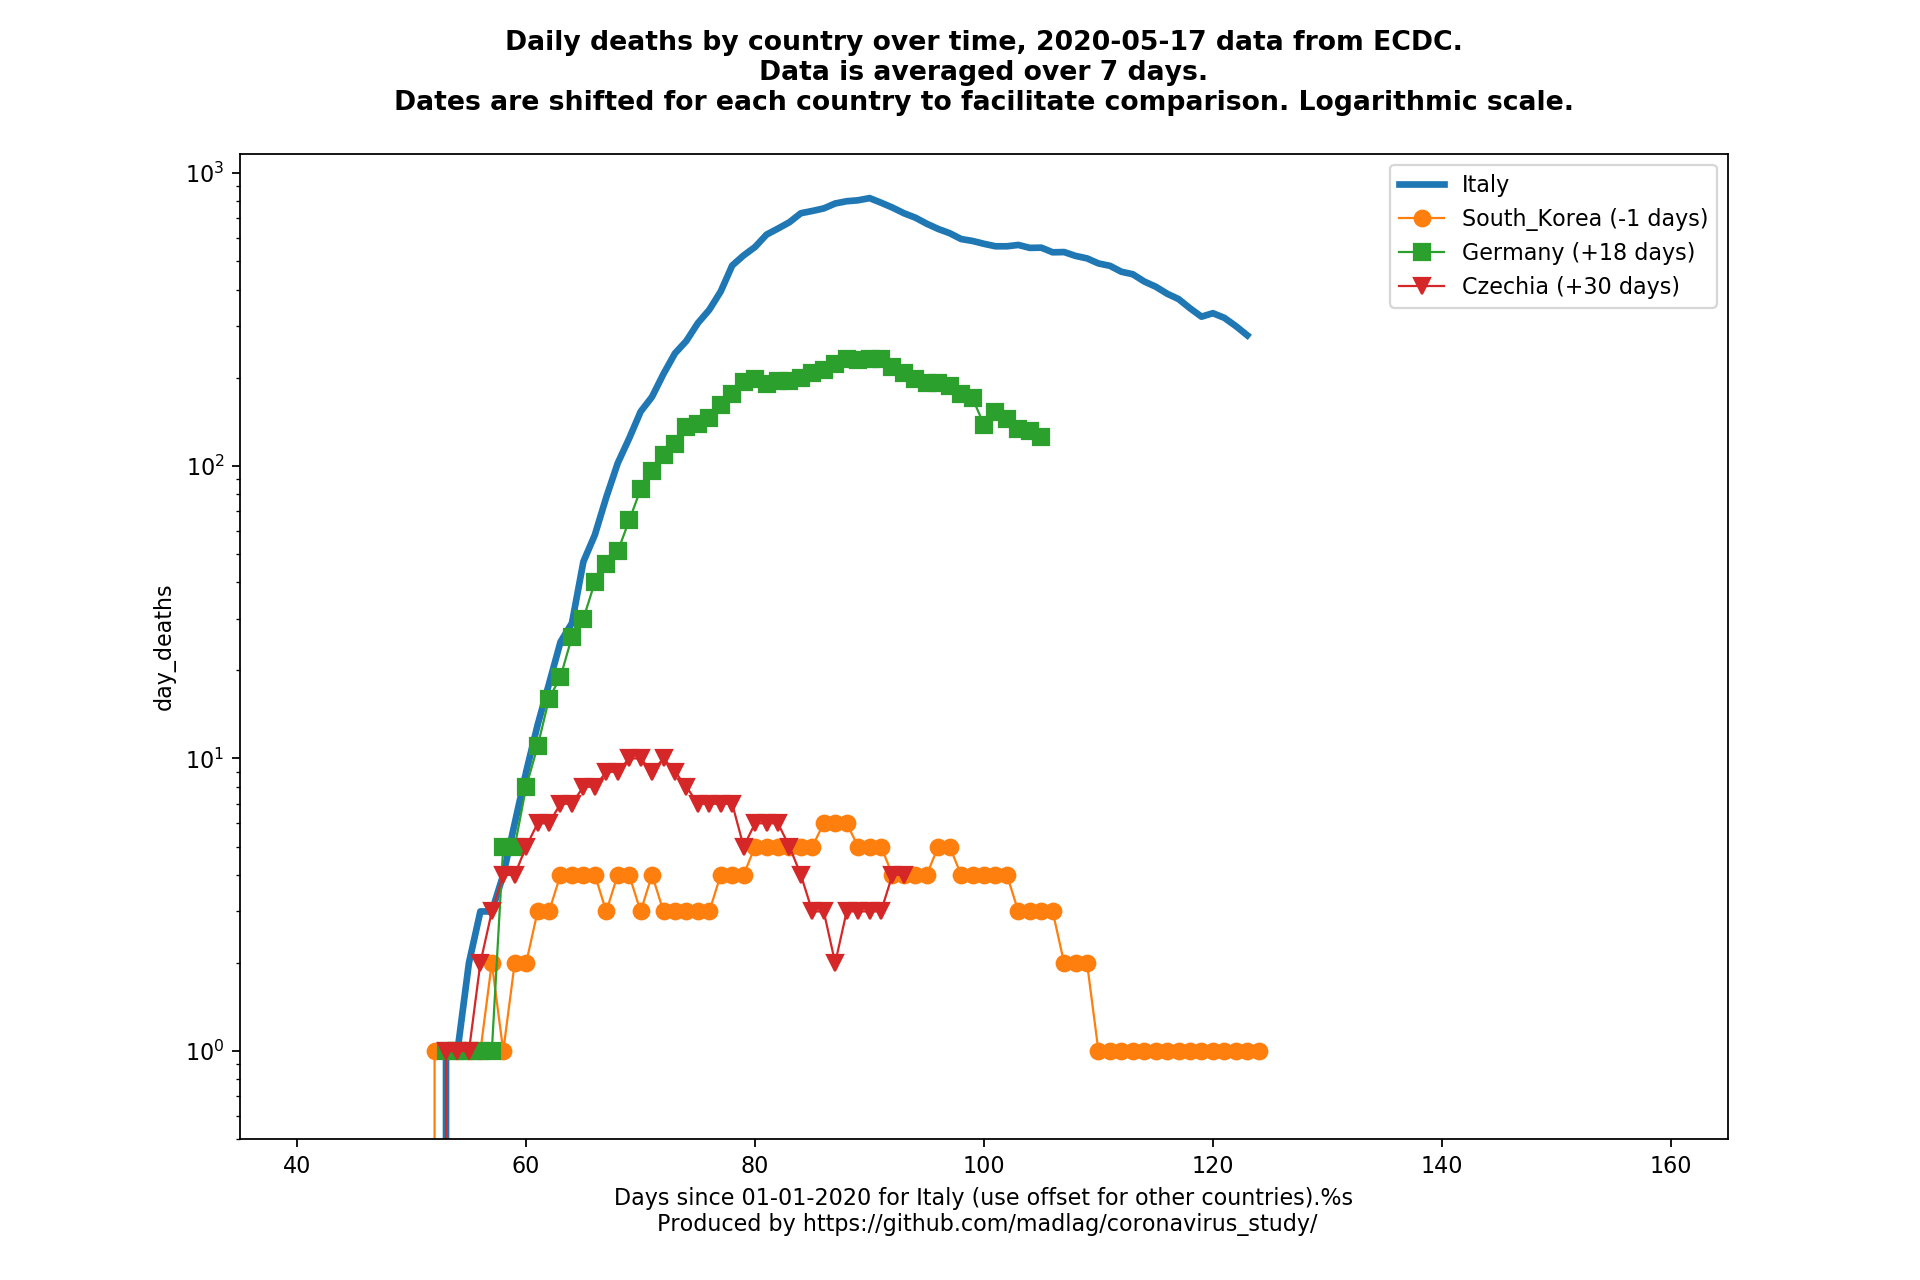 Daily deaths by country over time, 2020-05-17 data from ECDC.
Data is averaged over 7 days.
Dates are shifted for each country to facilitate comparison. Logarithmic scale.
10³
10²
10¹
10⁰
day_deaths
Italy
South_Korea (-1 days)
Germany (+18 days)
Czechia (+30 days)
40 60 80 100 120 140 160
Days since 01-01-2020 for Italy (use offset for other countries).%s
Produced by https://github.com/madlag/coronavirus_study/